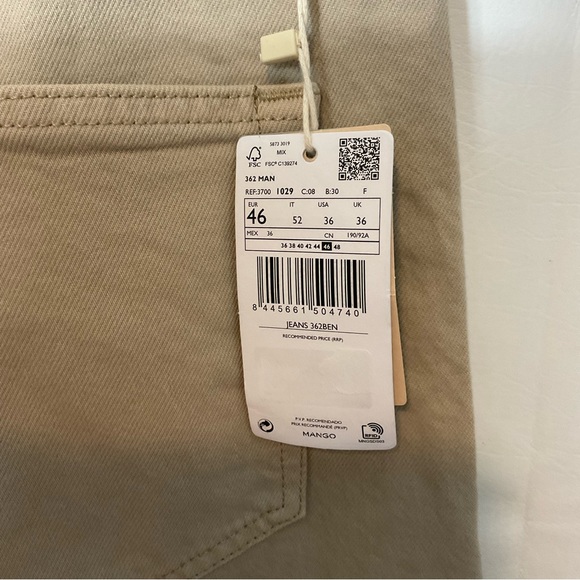 5873 3019
MIX
FSC
FSC® C139274
362 MAN
REF:3700 1029 C:08 B:30 F
EUR IT USA UK
46 52 36 36
MEX 36 CN 190/92A
36 38 40 42 44 46 48
8 445661 504740
JEANS 362BEN
RECOMMENDED PRICE (RRP)
P.V.P. RECOMENDADO
PRIX RECOMMANDÉ (PRVP)
MANGO
RFID